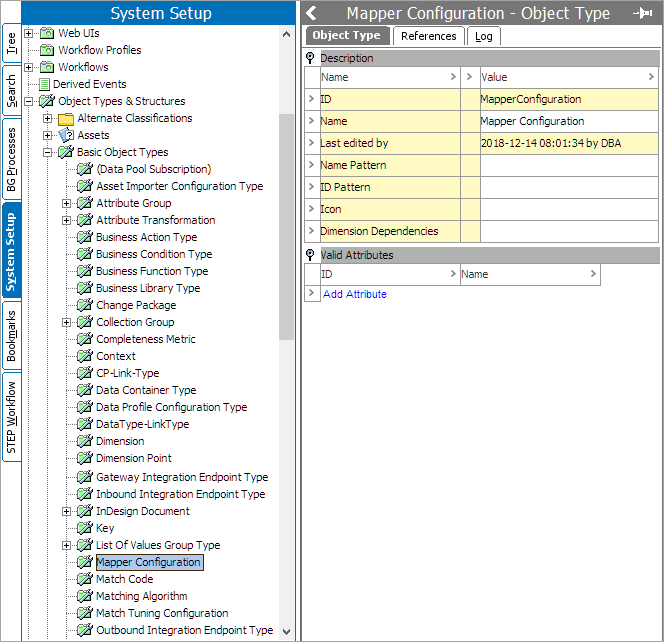 Tree
Search
BG Processes
System Setup
Bookmarks
STEP Workflow
System Setup
Web UIs
Workflow Profiles
Workflows
Derived Events
Object Types & Structures
Alternate Classifications
Assets
Basic Object Types
(Data Pool Subscription)
Asset Importer Configuration Type
Attribute Group
Attribute Transformation
Business Action Type
Business Condition Type
Business Function Type
Business Library Type
Change Package
Collection Group
Completeness Metric
Context
CP-Link-Type
Data Container Type
Data Profile Configuration Type
DataType-LinkType
Dimension
Dimension Point
Gateway Integration Endpoint Type
Inbound Integration Endpoint Type
InDesign Document
Key
List Of Values Group Type
Mapper Configuration
Match Code
Matching Algorithm
Match Tuning Configuration
Outbound Integration Endpoint Type
Mapper Configuration - Object Type
Object Type References Log
Description
Name > > Value >
> ID MapperConfiguration
> Name Mapper Configuration
> Last edited by 2018-12-14 08:01:34 by DBA
> Name Pattern
> ID Pattern
> Icon
> Dimension Dependencies
Valid Attributes
ID > Name >
> Add Attribute